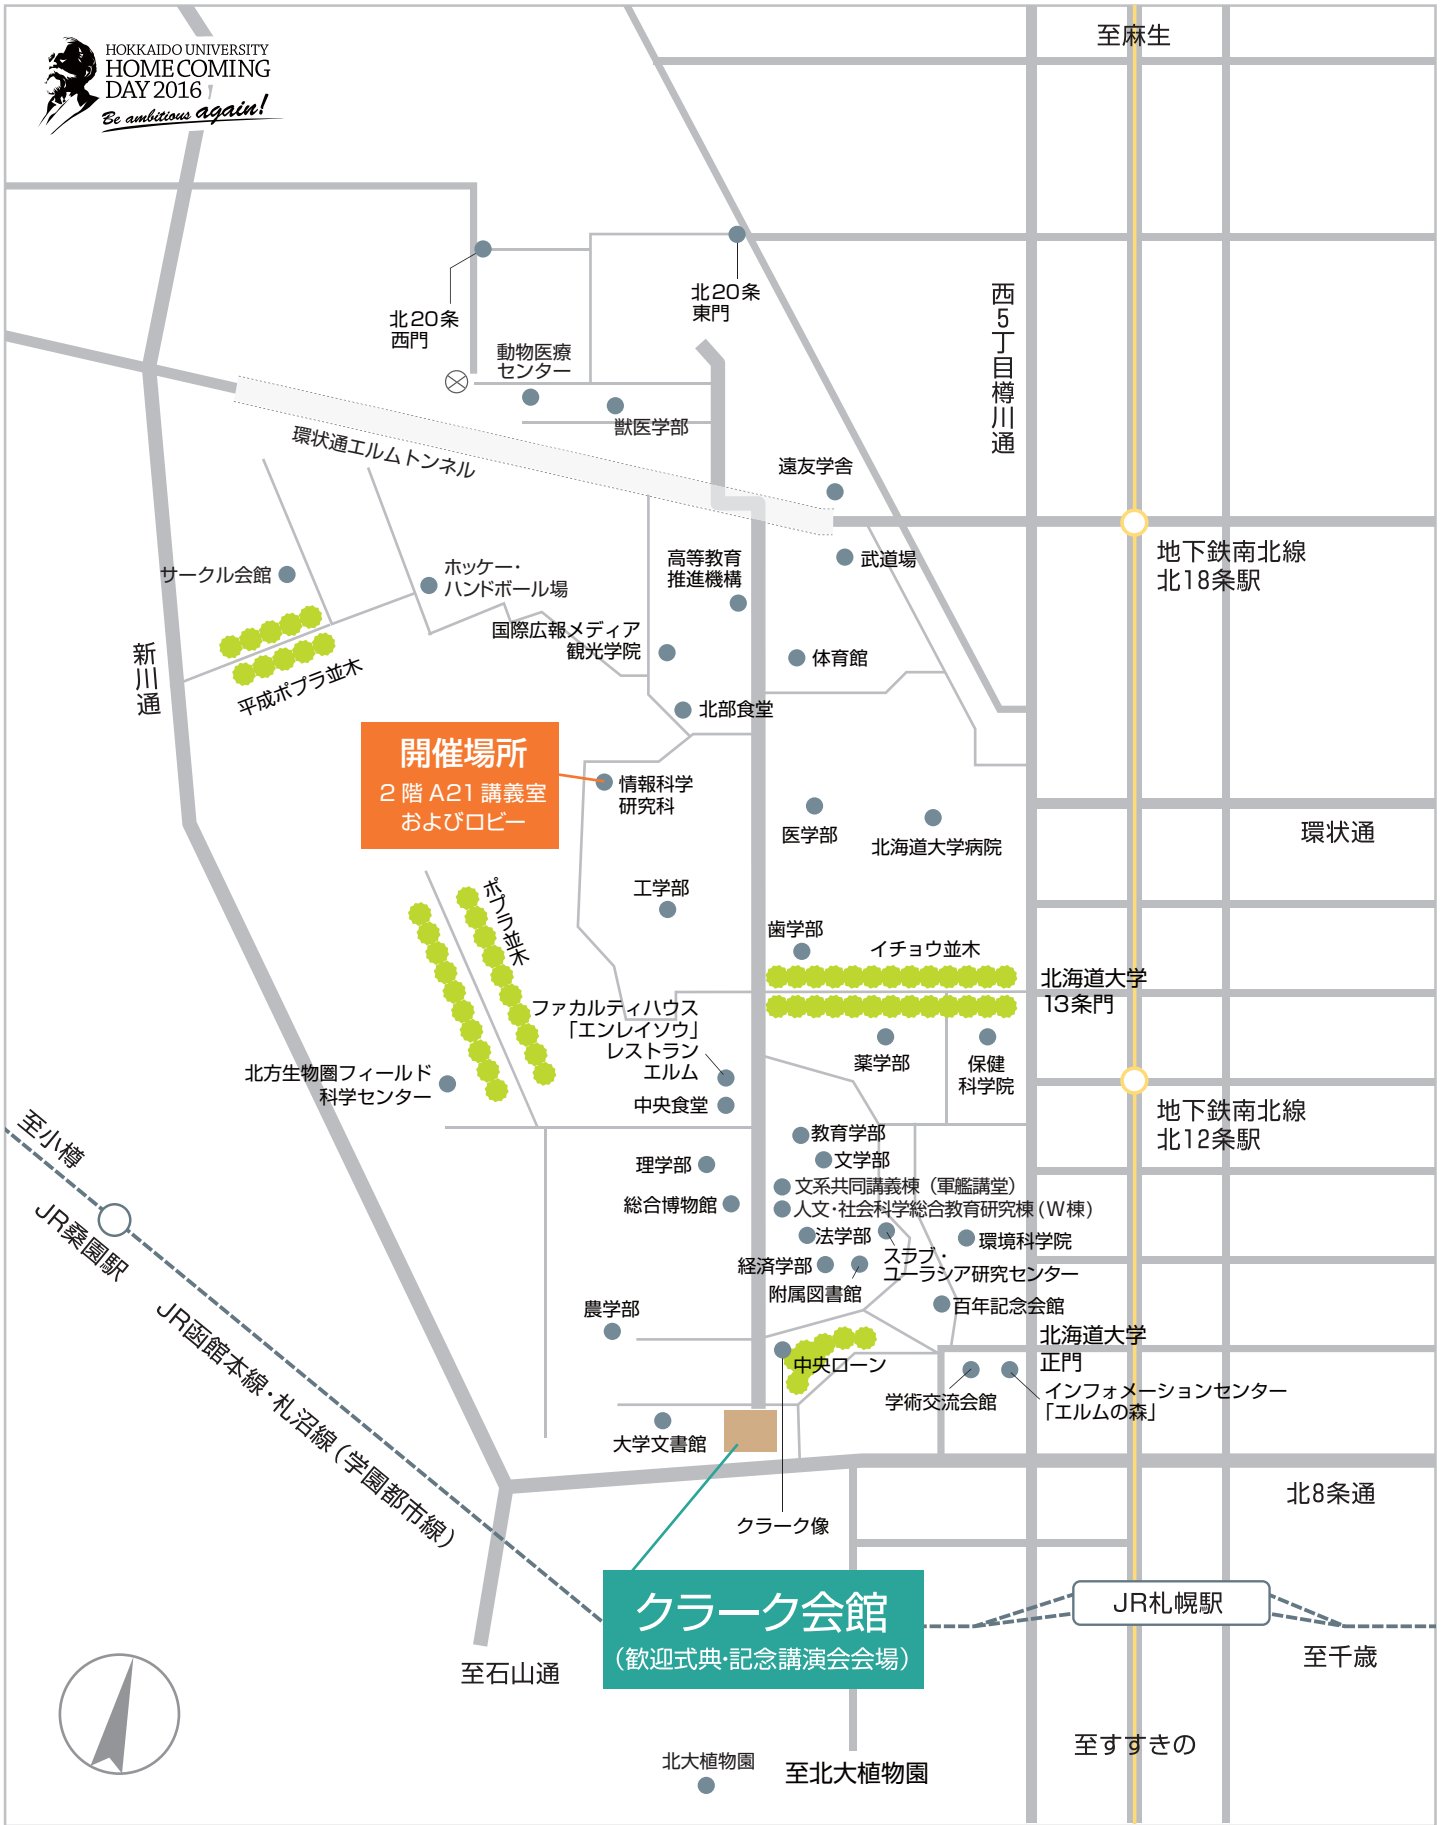 HOKKAIDO UNIVERSITY
HOME COMING
DAY 2016
Be ambitious again!
至麻生
北20条
西門
北20条
東門
西5丁目樽川通
動物医療
センター
獣医学部
環状通エルムトンネル
遠友学舎
武道場
地下鉄南北線
北18条駅
高等教育
推進機構
サークル会館
ホッケー・
ハンドボール場
国際広報メディア
観光学院
体育館
新川通
平成ポプラ並木
北部食堂
開催場所
2階 A21 講義室
およびロビー
情報科学
研究科
医学部
北海道大学病院
環状通
工学部
ポプラ並木
歯学部
イチョウ並木
北海道大学
13条門
ファカルティハウス
「エンレイソウ」
レストラン
エルム
薬学部
保健
科学院
北方生物圏フィールド
科学センター
中央食堂
地下鉄南北線
北12条駅
至小樽
JR桑園駅
教育学部
文学部
理学部
文系共同講義棟（軍艦講堂）
総合博物館
人文・社会科学総合教育研究棟(W棟)
法学部
スラブ・
ユーラシア研究センター
環境科学院
経済学部
附属図書館
百年記念会館
農学部
JR函館本線・札沼線（学園都市線）
北海道大学
正門
中央ローン
学術交流会館
インフォメーションセンター
「エルムの森」
大学文書館
北8条通
クラーク像
クラーク会館
（歓迎式典・記念講演会会場）
JR札幌駅
至千歳
至石山通
至すすきの
北大植物園
至北大植物園